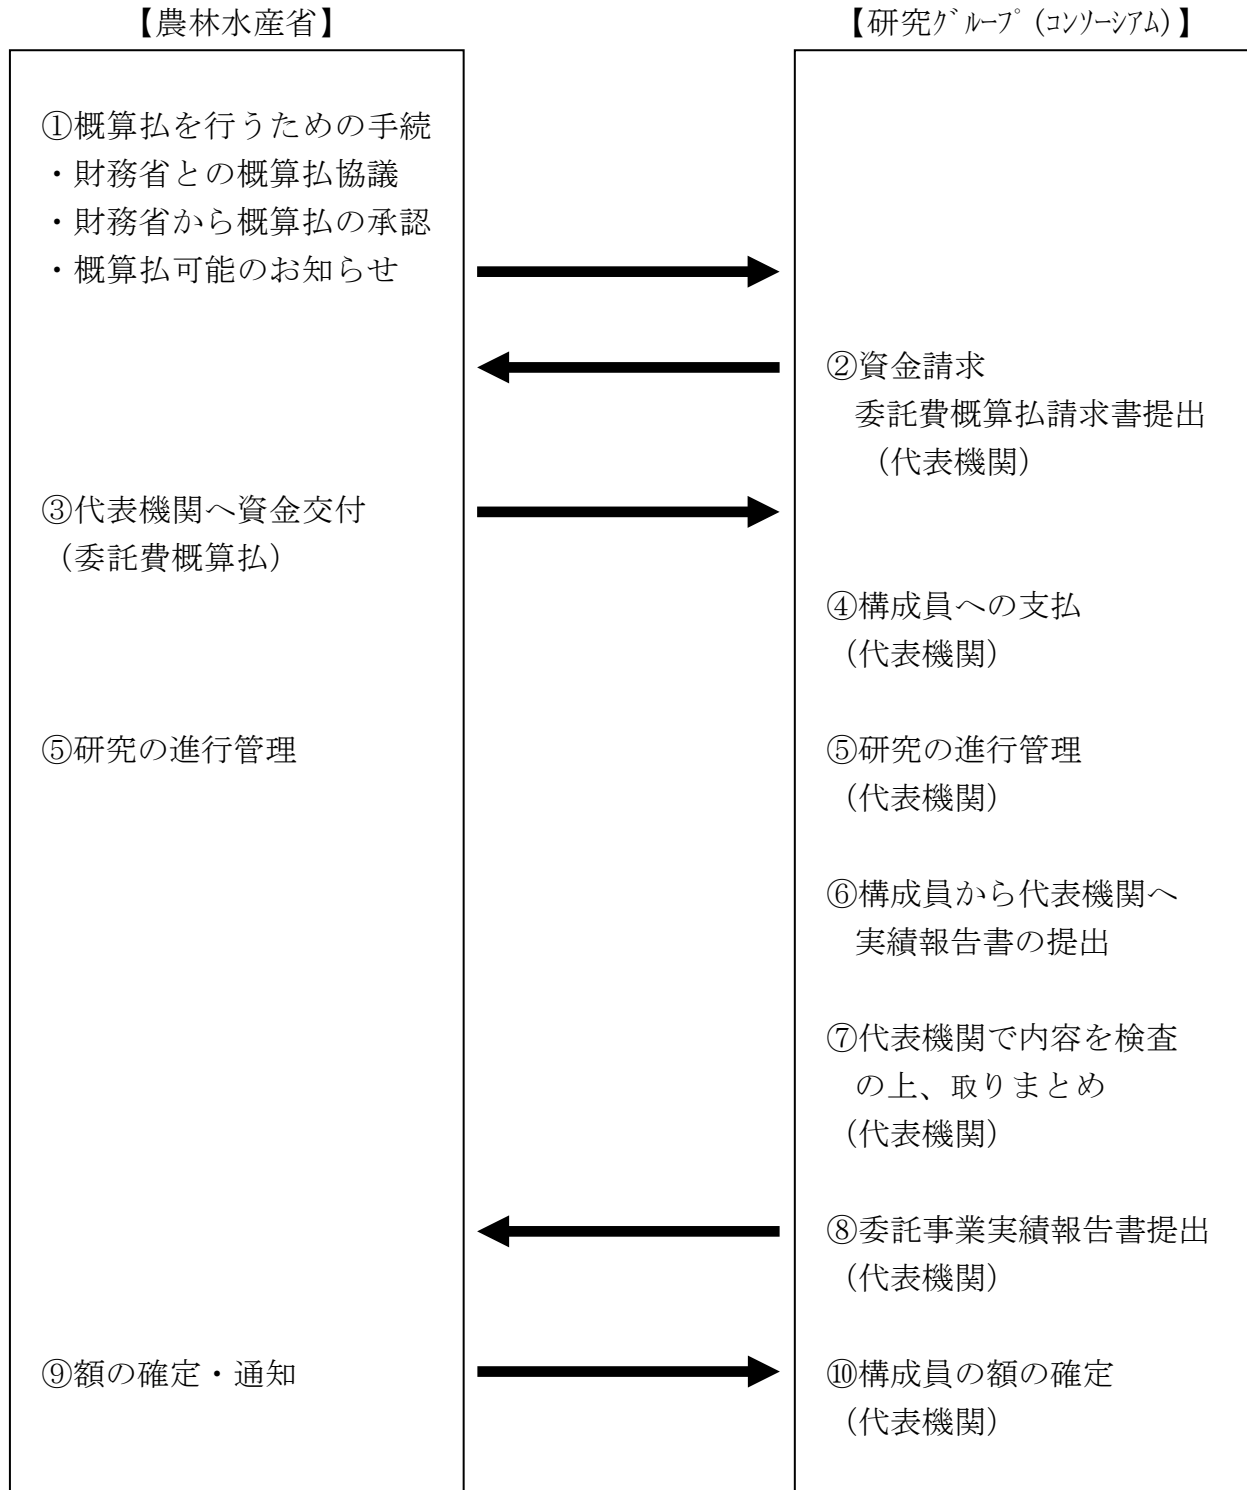 【農林水産省】
【研究グループ(コンソーシアム)】
①概算払を行うための手続
・財務省との概算払協議
・財務省から概算払の承認
・概算払可能のお知らせ
②資金請求
委託費概算払請求書提出
(代表機関)
③代表機関へ資金交付
(委託費概算払)
④構成員への支払
(代表機関)
⑤研究の進行管理
⑤研究の進行管理
(代表機関)
⑥構成員から代表機関へ
実績報告書の提出
⑦代表機関で内容を検査
の上、取りまとめ
(代表機関)
⑧委託事業実績報告書提出
(代表機関)
⑨額の確定・通知
⑩構成員の額の確定
(代表機関)